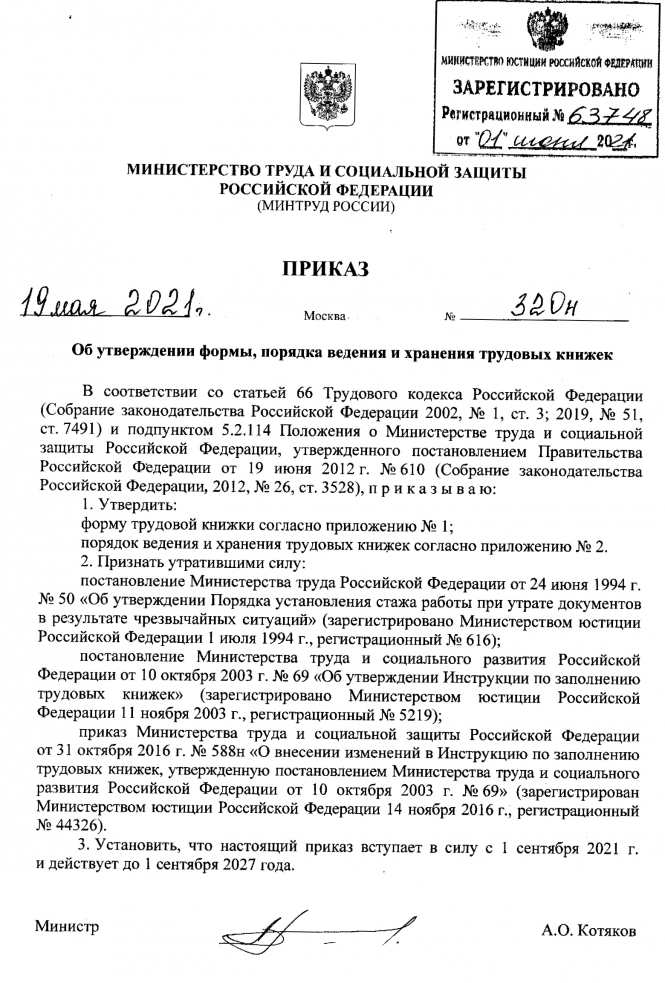 МИНИСТЕРСТВО ЮСТИЦИИ РОССИЙСКОЙ ФЕДЕРАЦИИ
ЗАРЕГИСТРИРОВАНО
Регистрационный № 63748
от "01" июня 2021г.
МИНИСТЕРСТВО ТРУДА И СОЦИАЛЬНОЙ ЗАЩИТЫ
РОССИЙСКОЙ ФЕДЕРАЦИИ
(МИНТРУД РОССИИ)
ПРИКАЗ
19 мая 2021г. Москва № 320н
Об утверждении формы, порядка ведения и хранения трудовых книжек
В соответствии со статьей 66 Трудового кодекса Российской Федерации
(Собрание законодательства Российской Федерации 2002, № 1, ст. 3; 2019, № 51,
ст. 7491) и подпунктом 5.2.114 Положения о Министерстве труда и социальной
защиты Российской Федерации, утвержденного постановлением Правительства
Российской Федерации от 19 июня 2012 г. № 610 (Собрание законодательства
Российской Федерации, 2012, № 26, ст. 3528), п р и к а з ы в а ю:
1. Утвердить:
форму трудовой книжки согласно приложению № 1;
порядок ведения и хранения трудовых книжек согласно приложению № 2.
2. Признать утратившими силу:
постановление Министерства труда Российской Федерации от 24 июня 1994 г.
№ 50 «Об утверждении Порядка установления стажа работы при утрате документов
в результате чрезвычайных ситуаций» (зарегистрировано Министерством юстиции
Российской Федерации 1 июля 1994 г., регистрационный № 616);
постановление Министерства труда и социального развития Российской
Федерации от 10 октября 2003 г. № 69 «Об утверждении Инструкции по заполнению
трудовых книжек» (зарегистрировано Министерством юстиции Российской
Федерации 11 ноября 2003 г., регистрационный № 5219);
приказ Министерства труда и социальной защиты Российской Федерации
от 31 октября 2016 г. № 588н «О внесении изменений в Инструкцию по заполнению
трудовых книжек, утвержденную постановлением Министерства труда и социального
развития Российской Федерации от 10 октября 2003 г. № 69» (зарегистрирован
Министерством юстиции Российской Федерации 14 ноября 2016 г., регистрационный
№ 44326).
3. Установить, что настоящий приказ вступает в силу с 1 сентября 2021 г.
и действует до 1 сентября 2027 года.
Министр А.О. Котяков